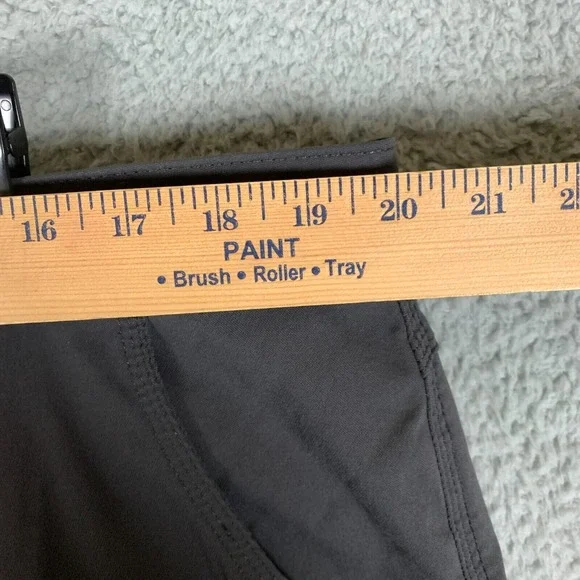 16 17 18 19 20 21 2
PAINT
• Brush • Roller • Tray